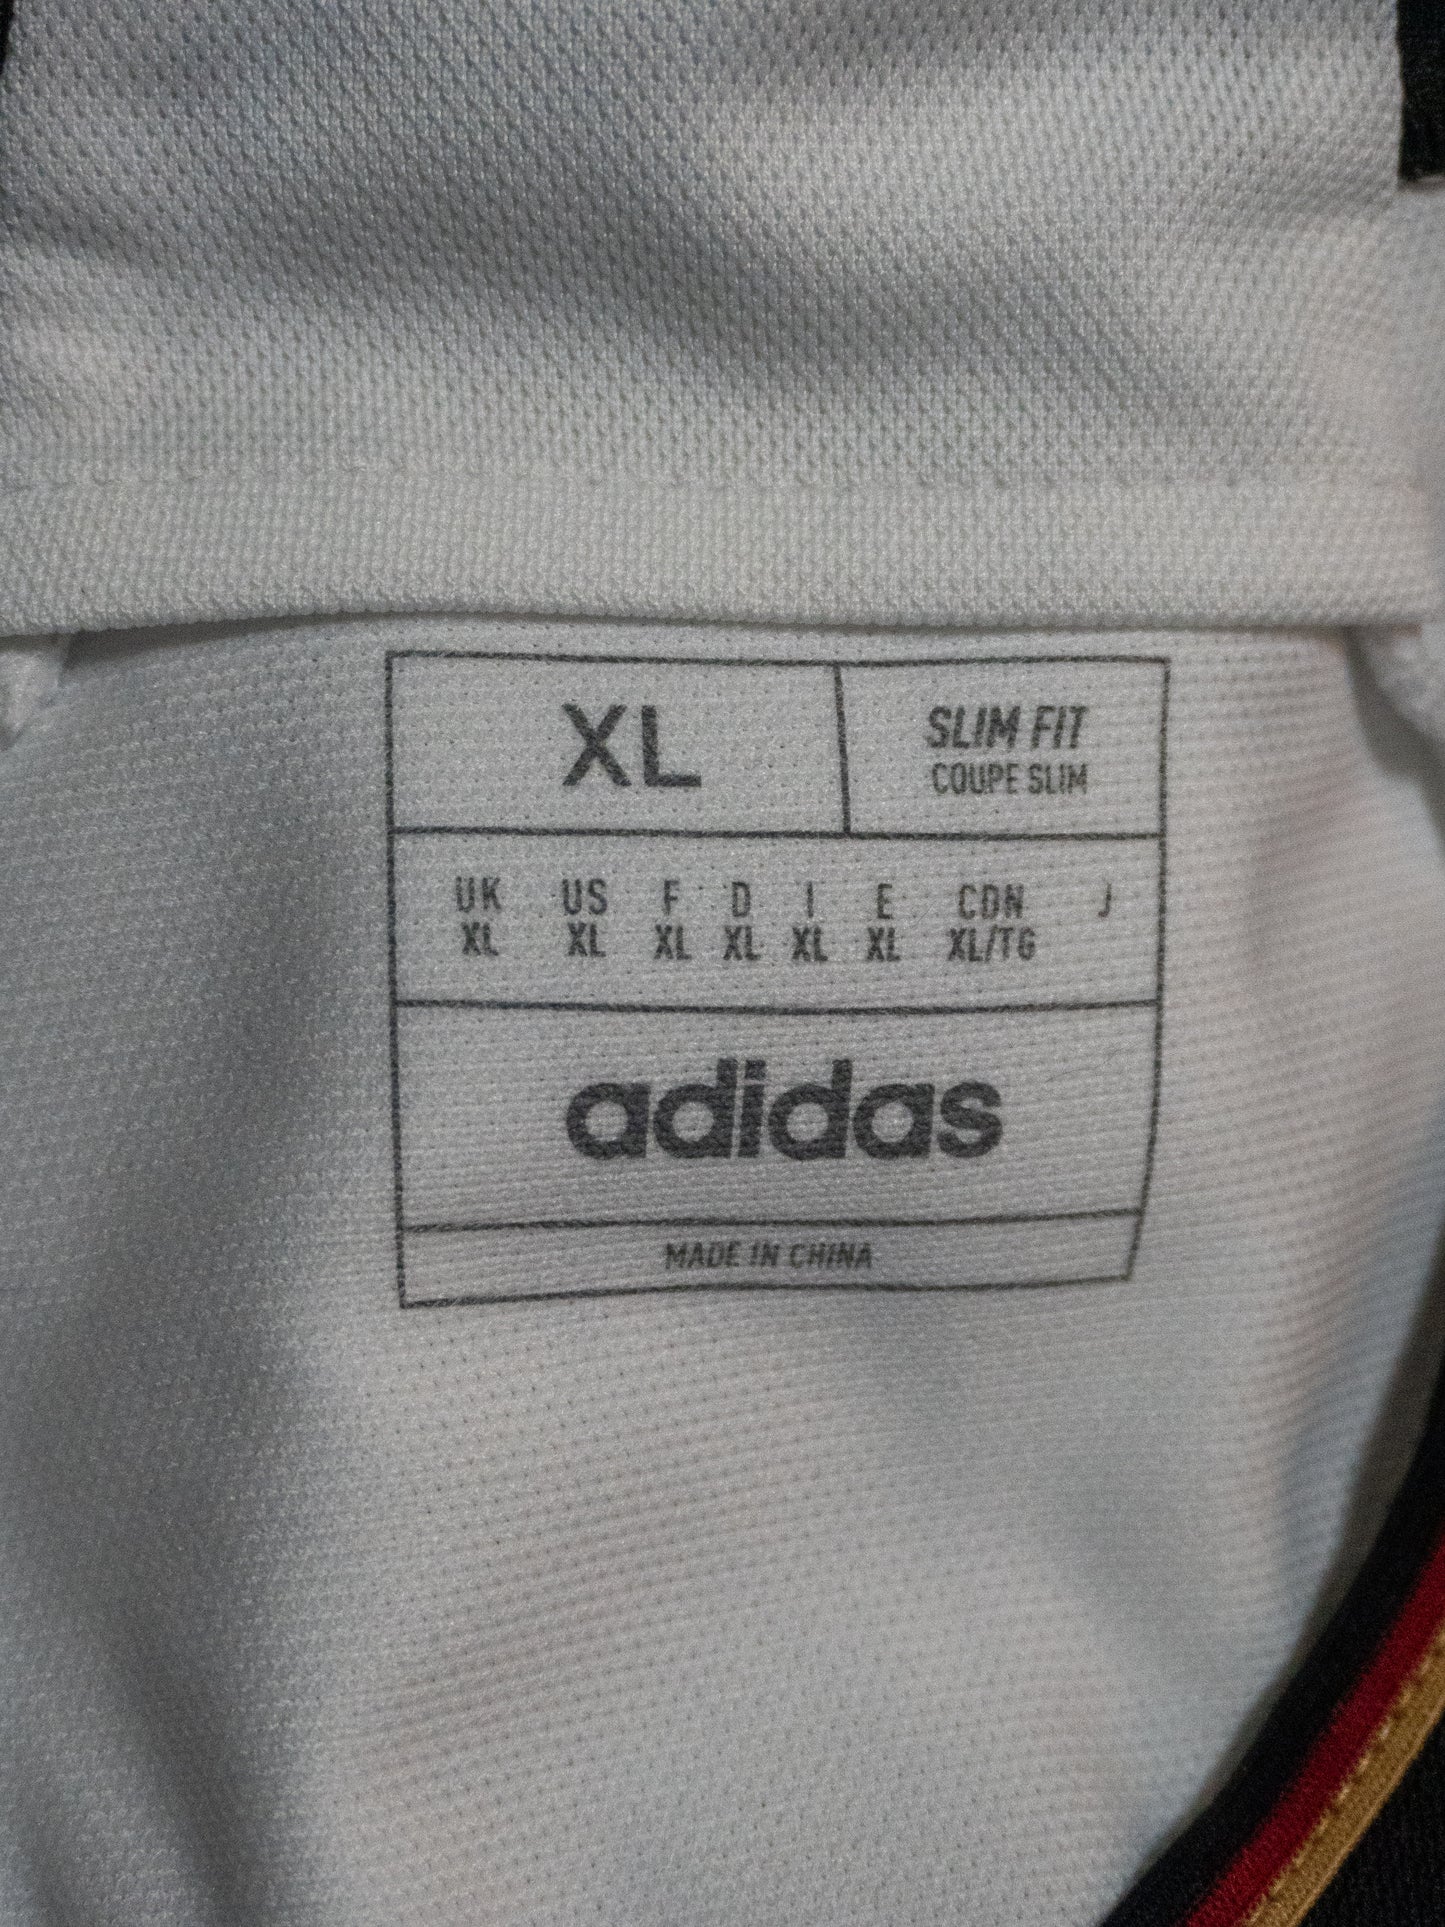 XL
SLIM FIT
COUPE SLIM
UK US F D I E CDN J
XL XL XL XL XL XL XL/TG
adidas
MADE IN CHINA